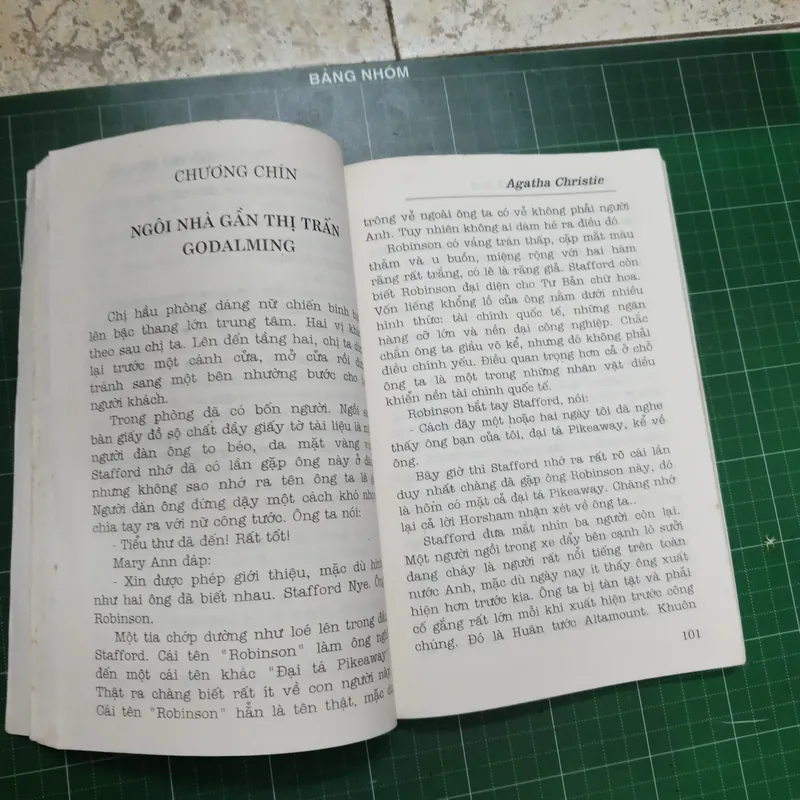 BẢNG NHÓM
CHƯƠNG CHÍN
NGÔI NHÀ GẦN THỊ TRẤN
GODALMING
Chị hầu phòng dáng nữ chiến binh
lên bậc thang lớn trung tâm. Hai vị
theo sau chị ta. Lên đến tầng hai, chị ta
lại trước một cánh cửa, mở cửa rồi
tránh sang một bên nhường bước cho
người khách.
Trong phòng đã có bốn người. Ngồi
bàn giấy đồ sộ chất đầy giấy tờ tài liệu là
người đàn ông to béo, da mặt vàng
Stafford nhớ đã có lần gặp ông này ở
nhưng không sao nhớ ra tên ông ta là
Người đàn ông đứng dậy một cách khó
chìa tay ra với nữ công tước. Ông ta nói:
- Tiểu thư đã đến! Rất tốt!
Mary Ann đáp:
- Xin được phép giới thiệu, mặc dù
như hai ông đã biết nhau. Stafford Nye.
Robinson.
Một tia chớp dường như loé lên trong
Stafford. Cái tên "Robinson" làm ông
đến một cái tên khác "Đại tá Pikeaway"
Thật ra chàng biết rất ít về con người
Cái tên "Robinson" hẳn là tên thật, mặc
Agatha Christie
trông vẻ ngoài ông ta có vẻ không phải người
Anh. Tuy nhiên không ai dám hé ra điều đó.
Robinson có vầng trán thấp, cặp mắt màu
thẫm và u buồn, miệng rộng với hai hàm
răng rất trắng, có lẽ là răng giả. Stafford còn
biết Robinson đại diện cho Tư Bản chữ hoa.
Vốn liếng khổng lồ của ông nằm dưới nhiều
hình thức: tài chính quốc tế, những ngân
hàng cỡ lớn và nền đại công nghiệp. Chắc
chắn ông ta giầu vô kể, nhưng đó không phải
điều chính yếu. Điều quan trọng hơn cả ở chỗ
ông ta là một trong những nhân vật điều
khiển nền tài chính quốc tế.
Robinson bắt tay Stafford, nói:
- Cách đây một hoặc hai ngày tôi đã nghe
thấy ông bạn của tôi, đại tá Pikeaway, kể về
ông.
Bây giờ thì Stafford nhớ ra rất rõ cái lần
duy nhất chàng đã gặp ông Robinson này, đó
là hôm có mặt cả đại tá Pikeaway. Chàng nhớ
lại cả lời Horsham nhận xét về ông ta..
Stafford đưa mắt nhìn ba người còn lại.
Một người ngồi trong xe đẩy bên cạnh lò sưởi
đang cháy là người rất nổi tiếng trên toàn
nước Anh, mặc dù ngày nay ít thấy ông xuất
hiện hơn trước kia. Ông ta bị tàn tật và phải
cố gắng rất lớn mỗi khi xuất hiện trước công
chúng. Đó là Huân tước Altamount. Khuôn
101